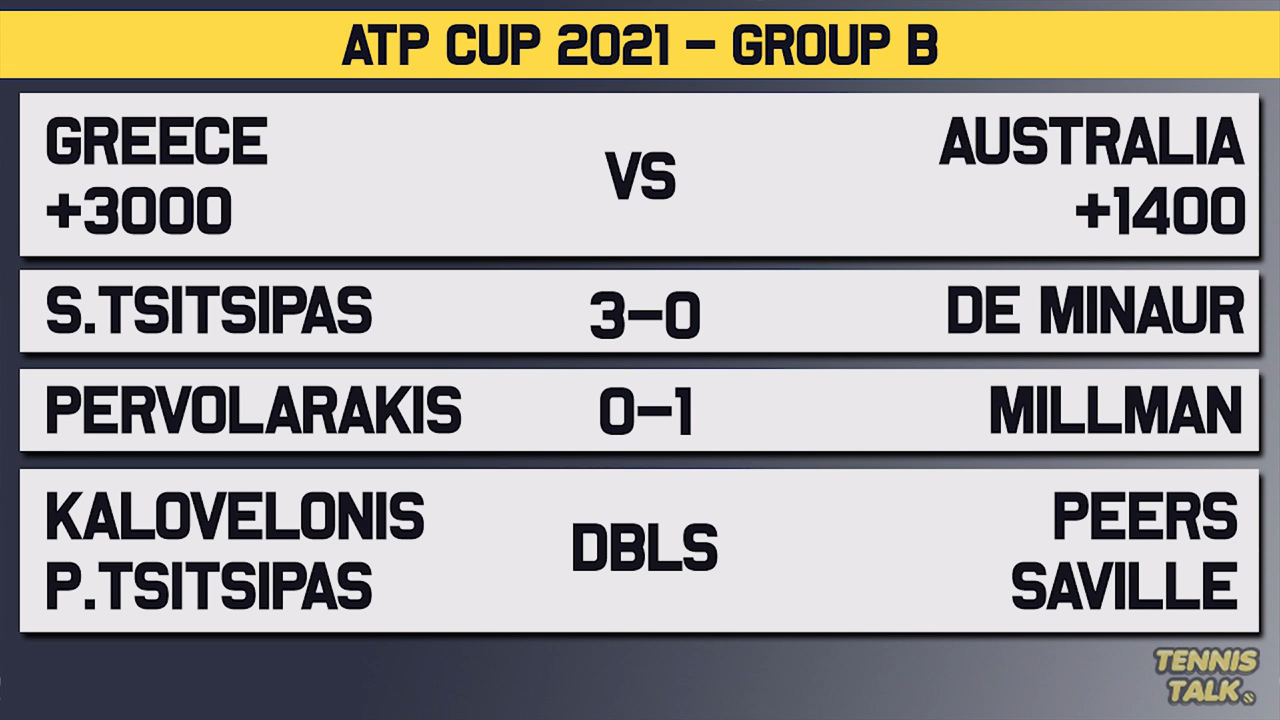 ATP CUP 2021 – GROUP B
GREECE
+3000
VS
AUSTRALIA
+1400
S.TSITSIPAS 3–0 DE MINAUR
PERVOLARAKIS 0–1 MILLMAN
KALOVELONIS
P.TSITSIPAS
DBLS
PEERS
SAVILLE
TENNIS
TALK